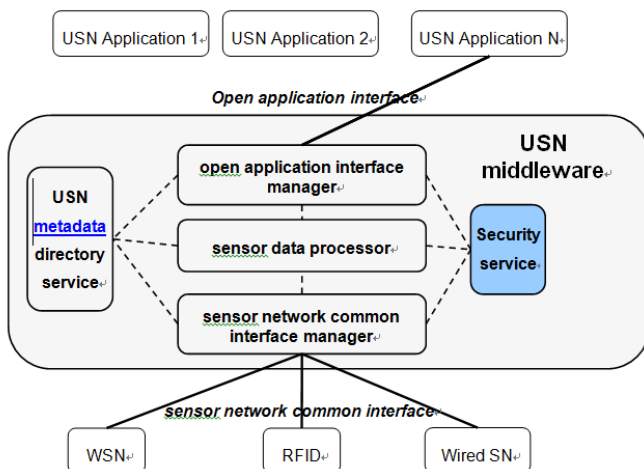 USN Application 1
USN Application 2
USN Application N
Open application interface
USN
middleware
open application interface
manager
USN
metadata
directory
service
sensor data processor
Security
service
sensor network common
interface manager
sensor network common interface
WSN
RFID
Wired SN